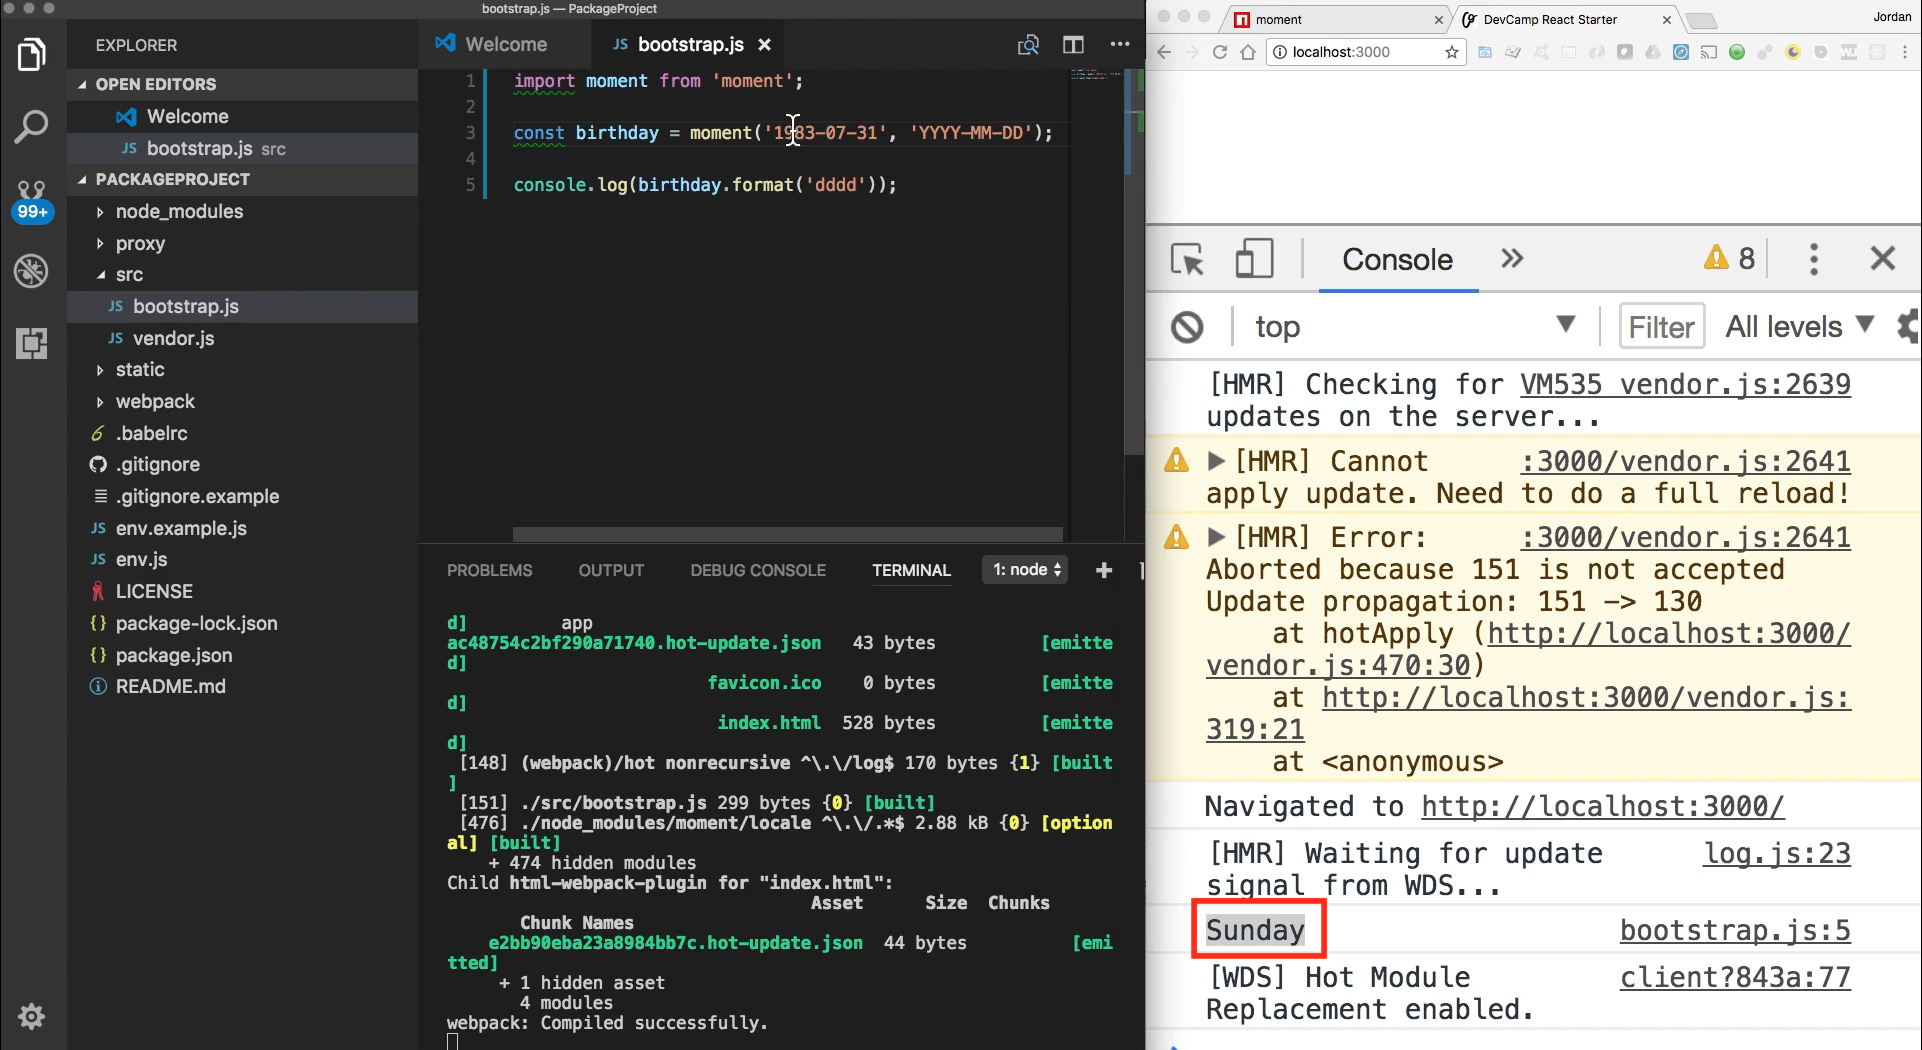 bootstrap.js — PackageProject
EXPLORER
OPEN EDITORS
Welcome
JS bootstrap.js src
99+
PACKAGEPROJECT
node_modules
proxy
src
JS bootstrap.js
JS vendor.js
static
webpack
.babelrc
.gitignore
.gitignore.example
JS env.example.js
JS env.js
LICENSE
{} package-lock.json
{} package.json
README.md
Welcome
JS bootstrap.js
1 import moment from 'moment';
2
3 const birthday = moment('1983-07-31', 'YYYY-MM-DD');
4
5 console.log(birthday.format('dddd'));
PROBLEMS OUTPUT DEBUG CONSOLE TERMINAL 1: node
d] app
ac48754c2bf290a71740.hot-update.json 43 bytes [emitte
d]
favicon.ico 0 bytes [emitte
d]
index.html 528 bytes [emitte
d]
[148] (webpack)/hot nonrecursive ^\.\/log$ 170 bytes {1} [built
]
[151] ./src/bootstrap.js 299 bytes {0} [built]
[476] ./node_modules/moment/locale ^\.\/.*$ 2.88 kB {0} [option
al] [built]
+ 474 hidden modules
Child html-webpack-plugin for "index.html":
Asset Size Chunks
Chunk Names
e2bb90eba23a8984bb7c.hot-update.json 44 bytes [emi
tted]
+ 1 hidden asset
4 modules
webpack: Compiled successfully.
moment
DevCamp React Starter
Jordan
localhost:3000
Console
8
top
Filter
All levels
[HMR] Checking for VM535 vendor.js:2639
updates on the server...
[HMR] Cannot :3000/vendor.js:2641
apply update. Need to do a full reload!
[HMR] Error: :3000/vendor.js:2641
Aborted because 151 is not accepted
Update propagation: 151 -> 130
at hotApply (http://localhost:3000/
vendor.js:470:30)
at http://localhost:3000/vendor.js:
319:21
at <anonymous>
Navigated to http://localhost:3000/
[HMR] Waiting for update log.js:23
signal from WDS...
Sunday bootstrap.js:5
[WDS] Hot Module client?843a:77
Replacement enabled.